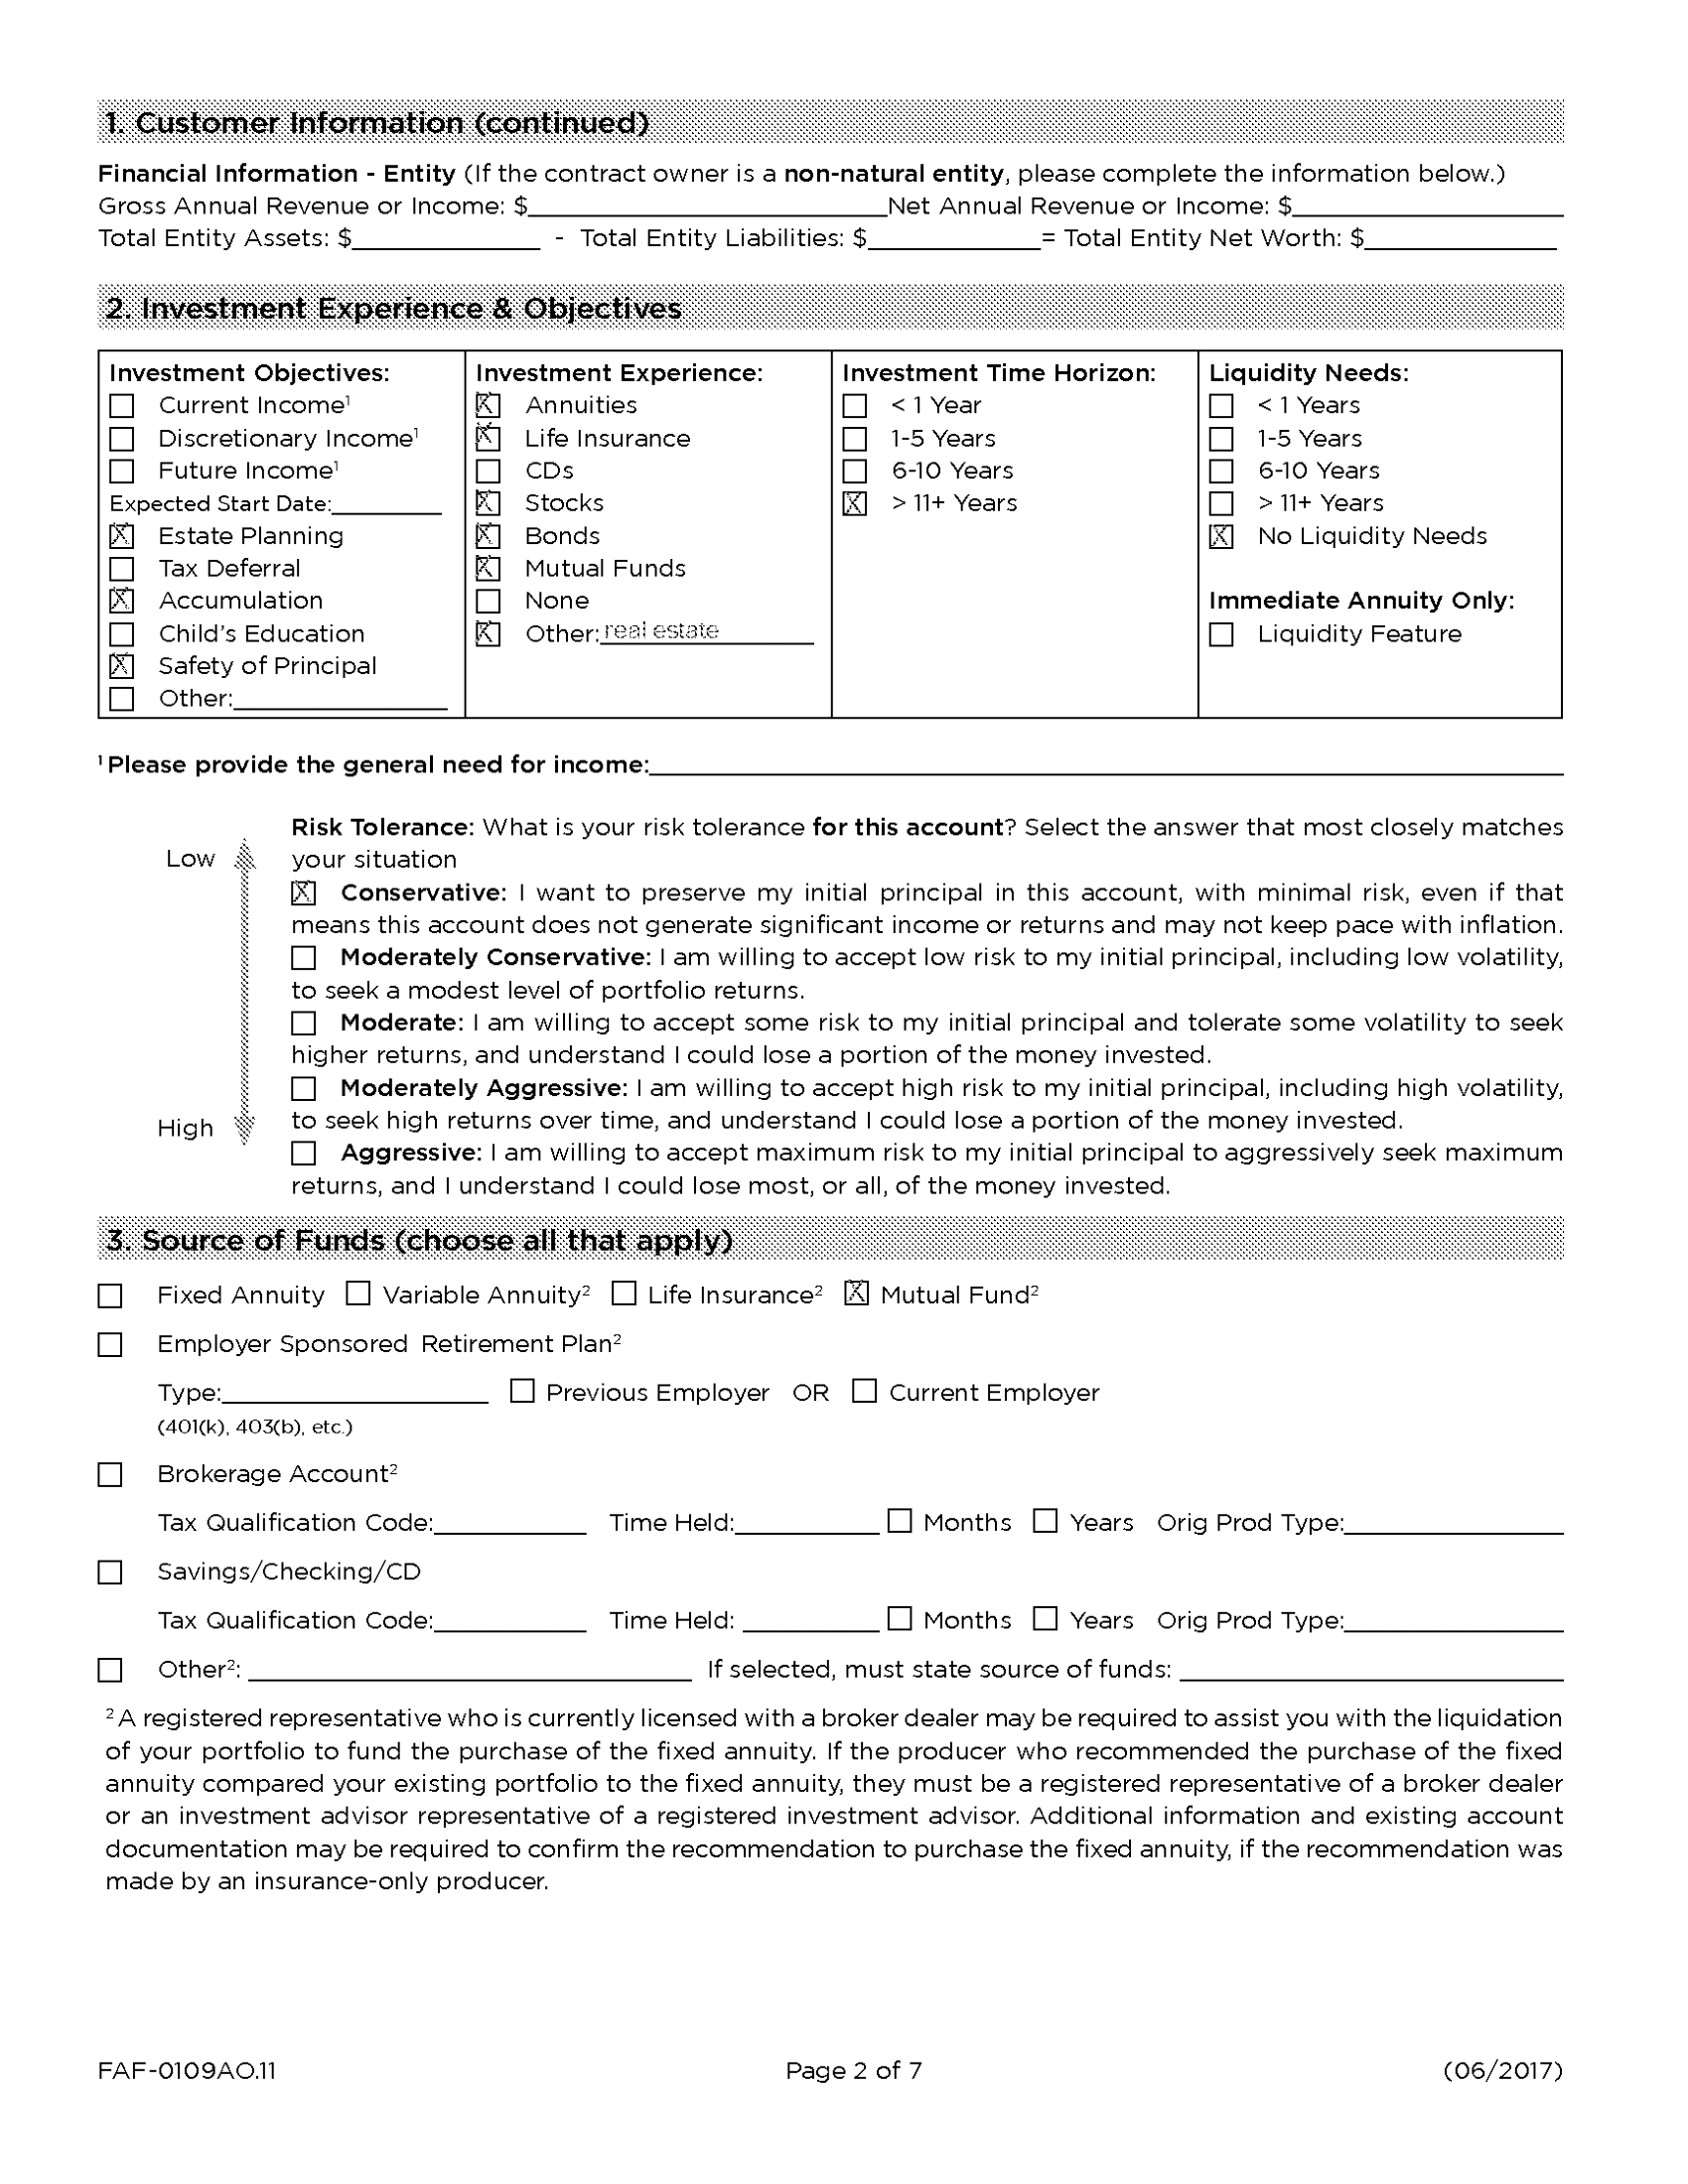 1. Customer Information (continued)
Financial Information - Entity (If the contract owner is a non-natural entity, please complete the information below.)
Gross Annual Revenue or Income: $____ Net Annual Revenue or Income: $____
Total Entity Assets: $____ - Total Entity Liabilities: $____ = Total Entity Net Worth: $____
2. Investment Experience & Objectives
Investment Objectives:
☐ Current Income¹
☐ Discretionary Income¹
☐ Future Income¹
Expected Start Date:____
☒ Estate Planning
☐ Tax Deferral
☒ Accumulation
☐ Child's Education
☒ Safety of Principal
☐ Other:____
Investment Experience:
☒ Annuities
☒ Life Insurance
☐ CDs
☒ Stocks
☒ Bonds
☒ Mutual Funds
☐ None
☒ Other: real estate
Investment Time Horizon:
☐ < 1 Year
☐ 1-5 Years
☐ 6-10 Years
☒ > 11+ Years
Liquidity Needs:
☐ < 1 Years
☐ 1-5 Years
☐ 6-10 Years
☐ > 11+ Years
☒ No Liquidity Needs
Immediate Annuity Only:
☐ Liquidity Feature
¹ Please provide the general need for income:____
Low
High
Risk Tolerance: What is your risk tolerance for this account? Select the answer that most closely matches
your situation
☒ Conservative: I want to preserve my initial principal in this account, with minimal risk, even if that
means this account does not generate significant income or returns and may not keep pace with inflation.
☐ Moderately Conservative: I am willing to accept low risk to my initial principal, including low volatility,
to seek a modest level of portfolio returns.
☐ Moderate: I am willing to accept some risk to my initial principal and tolerate some volatility to seek
higher returns, and understand I could lose a portion of the money invested.
☐ Moderately Aggressive: I am willing to accept high risk to my initial principal, including high volatility,
to seek high returns over time, and understand I could lose a portion of the money invested.
☐ Aggressive: I am willing to accept maximum risk to my initial principal to aggressively seek maximum
returns, and I understand I could lose most, or all, of the money invested.
3. Source of Funds (choose all that apply)
☐ Fixed Annuity ☐ Variable Annuity² ☐ Life Insurance² ☒ Mutual Fund²
☐ Employer Sponsored Retirement Plan²
Type:____ ☐ Previous Employer OR ☐ Current Employer
(401(k), 403(b), etc.)
☐ Brokerage Account²
Tax Qualification Code:____ Time Held:____ ☐ Months ☐ Years Orig Prod Type:____
☐ Savings/Checking/CD
Tax Qualification Code:____ Time Held: ____ ☐ Months ☐ Years Orig Prod Type:____
☐ Other²: ____ If selected, must state source of funds: ____
² A registered representative who is currently licensed with a broker dealer may be required to assist you with the liquidation
of your portfolio to fund the purchase of the fixed annuity. If the producer who recommended the purchase of the fixed
annuity compared your existing portfolio to the fixed annuity, they must be a registered representative of a broker dealer
or an investment advisor representative of a registered investment advisor. Additional information and existing account
documentation may be required to confirm the recommendation to purchase the fixed annuity, if the recommendation was
made by an insurance-only producer.
FAF-0109AO.11 Page 2 of 7 (06/2017)